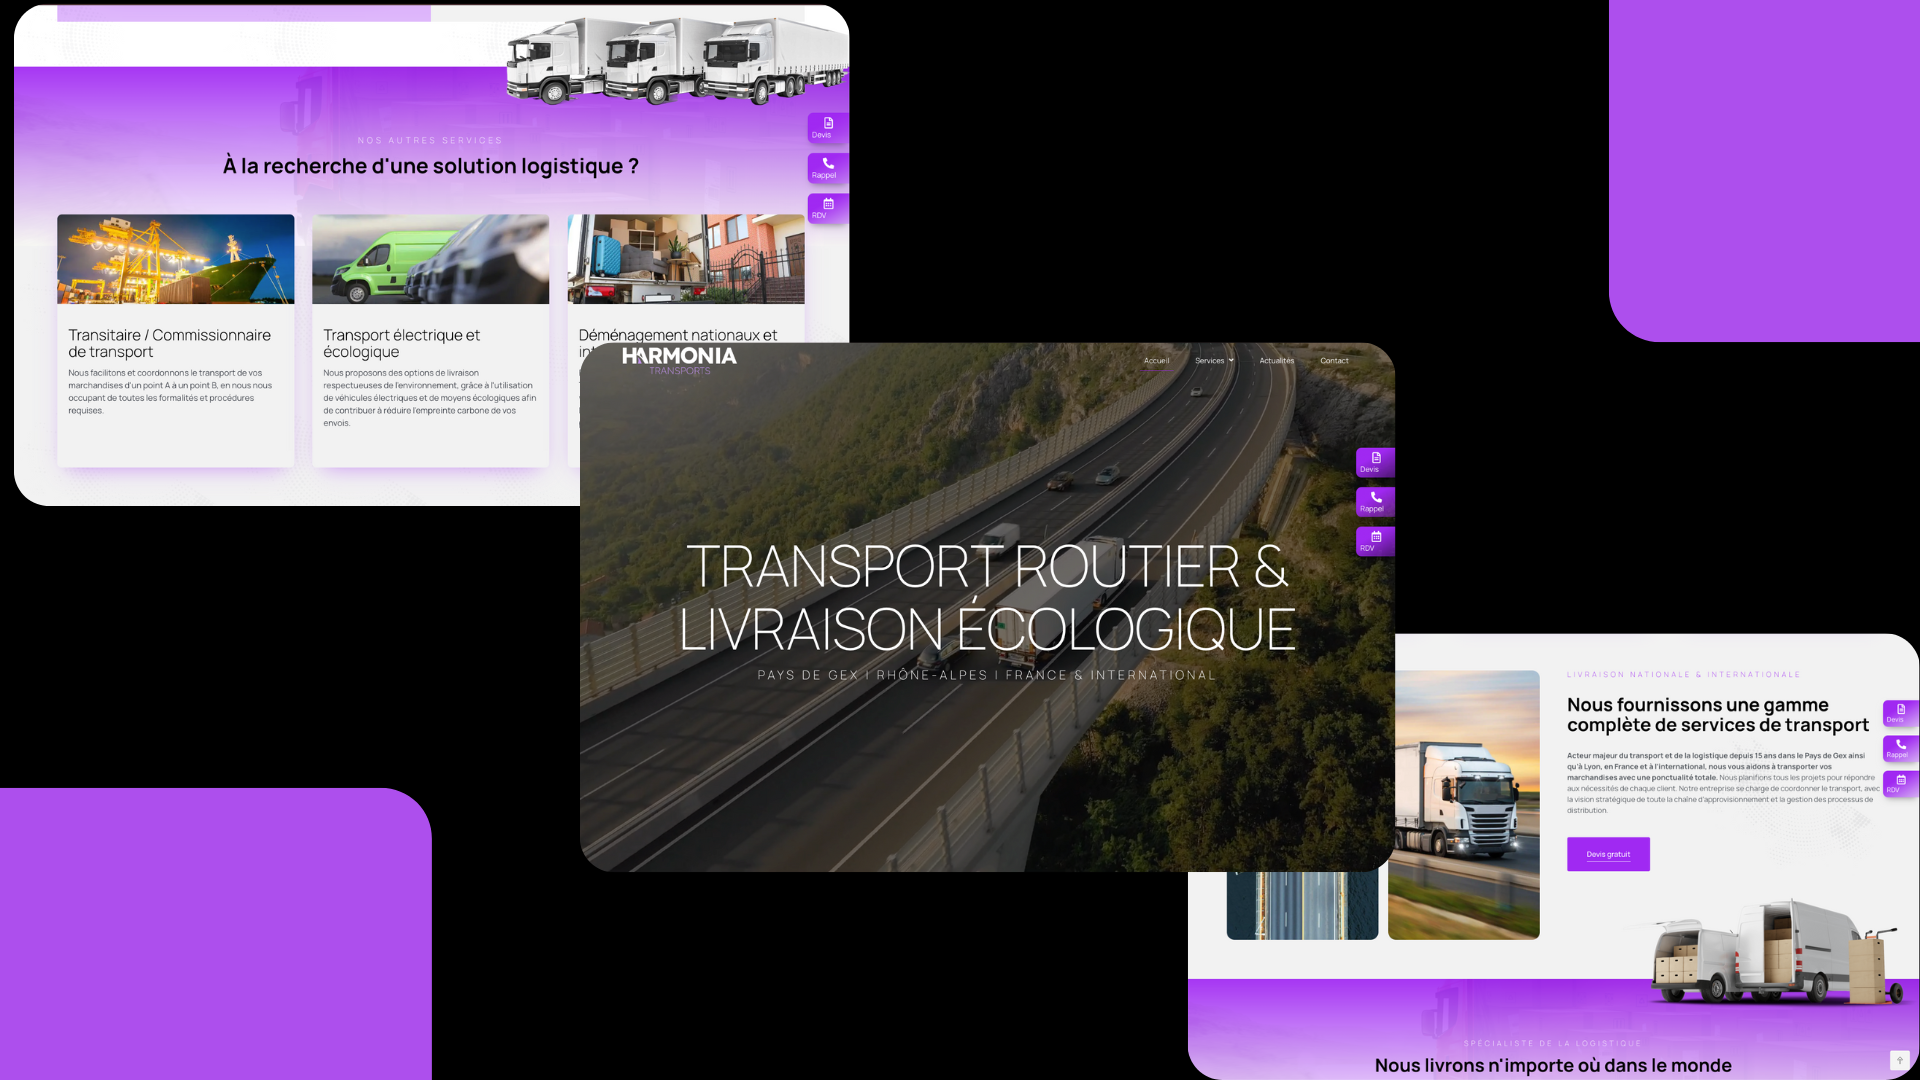 NOS AUTRES SERVICES
À la recherche d'une solution logistique ?
Devis
Rappel
RDV
Transitaire / Commissionnaire
de transport
Nous facilitons et coordonnons le transport de vos
marchandises d'un point A à un point B, en nous nous
occupant de toutes les formalités et procédures
requises.
Transport électrique et
écologique
Nous proposons des options de livraison
respectueuses de l'environnement, grâce à l'utilisation
de véhicules électriques et de moyens écologiques afin
de contribuer à réduire l'empreinte carbone de vos
envois.
Déménagement nationaux et
HARMONIA
TRANSPORTS
Accueil Services Actualités Contact
Devis
Rappel
RDV
TRANSPORT ROUTIER &
LIVRAISON ÉCOLOGIQUE
PAYS DE GEX | RHÔNE-ALPES | FRANCE & INTERNATIONAL
LIVRAISON NATIONALE & INTERNATIONALE
Nous fournissons une gamme
complète de services de transport
Acteur majeur du transport et de la logistique depuis 15 ans dans le Pays de Gex ainsi
qu'à Lyon, en France et à l'international, nous vous aidons à transporter vos
marchandises avec une ponctualité totale. Nous planifions tous les projets pour répondre
aux nécessités de chaque client. Notre entreprise se charge de coordonner le transport, avec
la vision stratégique de toute la chaîne d'approvisionnement et la gestion des processus de
distribution.
Devis gratuit
Devis
Rappel
RDV
SPÉCIALISTE DE LA LOGISTIQUE
Nous livrons n'importe où dans le monde